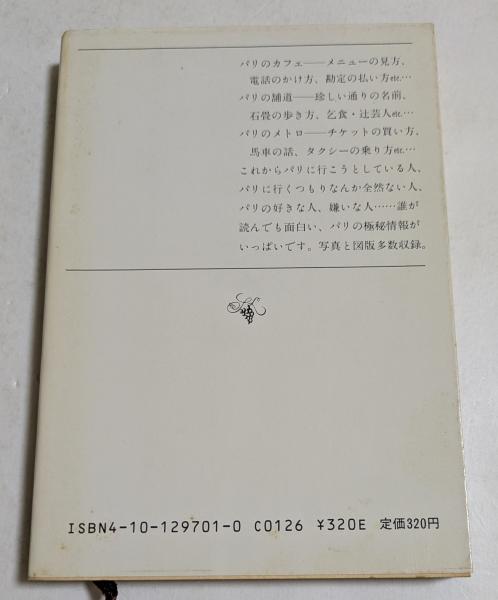 パリのカフェ──メニューの見方、
電話のかけ方、勘定の払い方etc…
パリの舗道──珍しい通りの名前、
石畳の歩き方、乞食・辻芸人etc…
パリのメトロ──チケットの買い方、
馬車の話、タクシーの乗り方etc…
これからパリに行こうとしている人、
パリに行くつもりなんか全然ない人、
パリの好きな人、嫌いな人……誰が
読んでも面白い、パリの極秘情報が
いっぱいです。写真と図版多数収録。
ISBN4-10-129701-0 C0126 ¥320E 定価320円